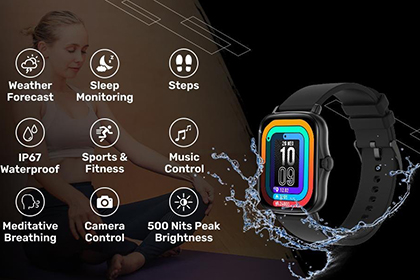 Weather
Forecast
Sleep
Monitoring
Steps
IP67
Waterproof
Sports &
Fitness
Music
Control
Meditative
Breathing
Camera
Control
500 Nits Peak
Brightness
10
09